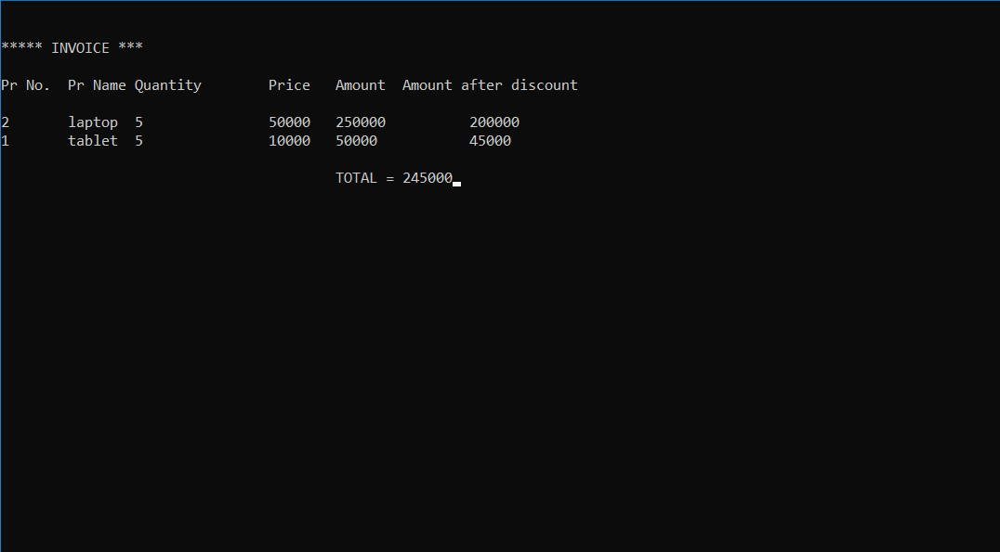 ***** INVOICE ***
Pr No. Pr Name Quantity Price Amount Amount after discount
2 laptop 5 50000 250000 200000
1 tablet 5 10000 50000 45000
TOTAL = 245000